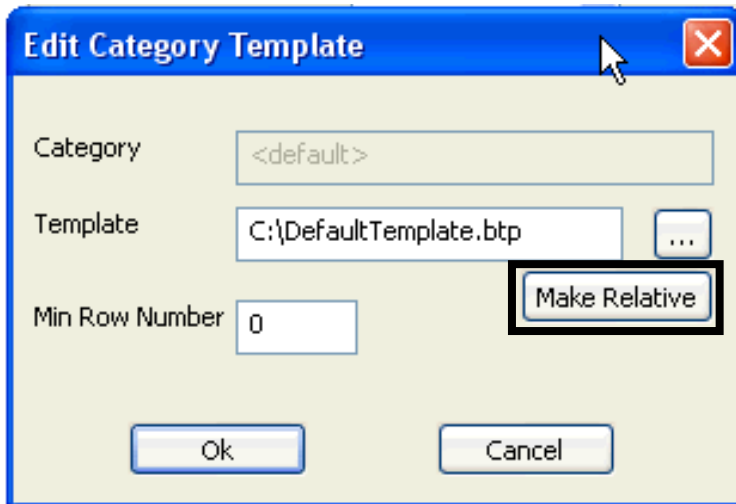 Edit Category Template
Category
<default>
Template
C:\DefaultTemplate.btp
...
Make Relative
Min Row Number
0
Ok
Cancel